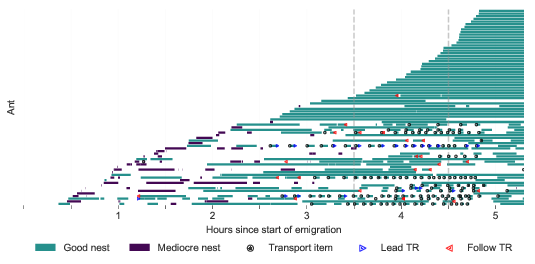 Ant
1 2 3 4 5
Hours since start of emigration
Good nest Mediocre nest Transport item Lead TR Follow TR